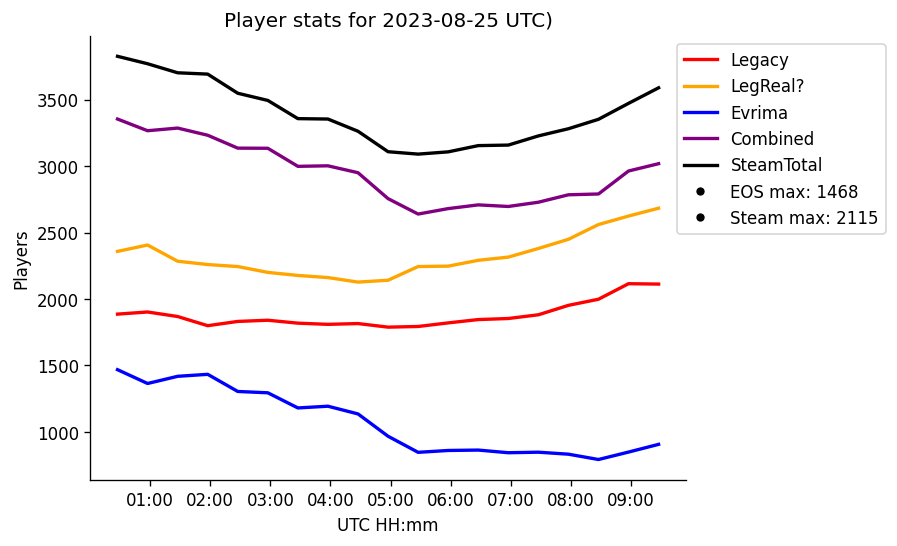 Player stats for 2023-08-25 UTC)
Legacy
LegReal?
Evrima
Combined
SteamTotal
EOS max: 1468
Steam max: 2115
Players
3500
3000
2500
2000
1500
1000
01:00 02:00 03:00 04:00 05:00 06:00 07:00 08:00 09:00
UTC HH:mm